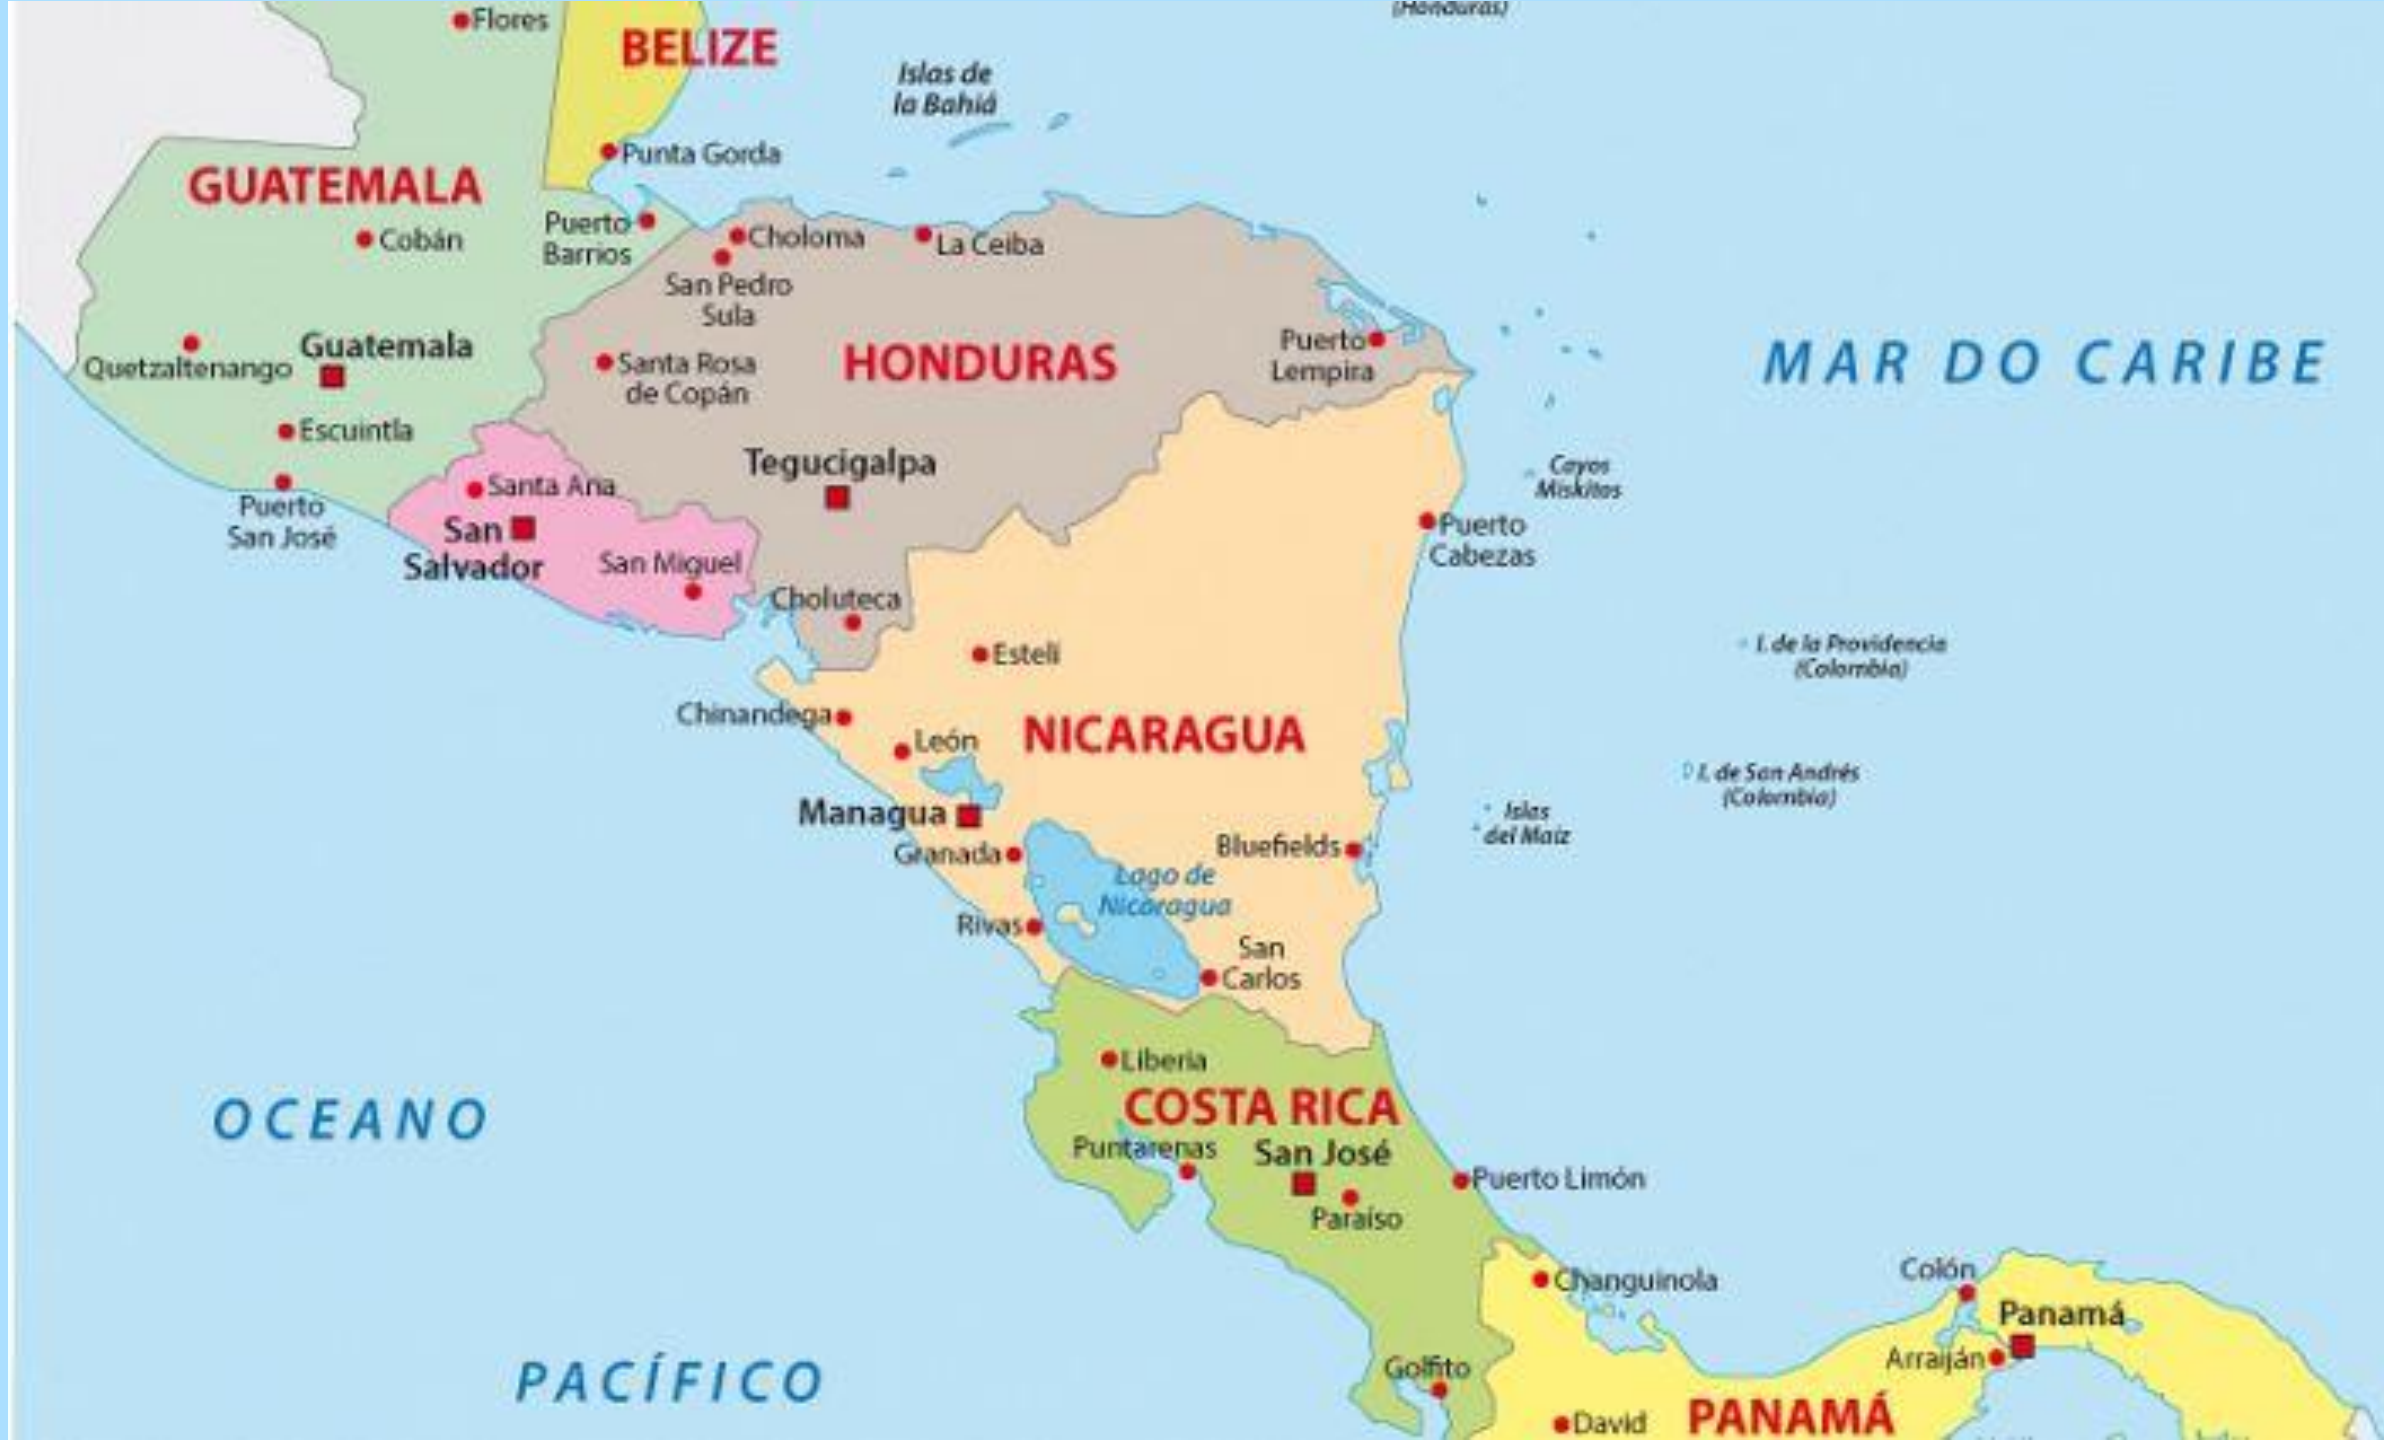 (Honduras)
Flores
BELIZE
Islas de
la Bahiá
Punta Gorda
GUATEMALA
Cobán
Puerto
Barrios
Choloma
La Ceiba
San Pedro
Sula
Quetzaltenango
Guatemala
Santa Rosa
de Copán
HONDURAS
Puerto
Lempira
MAR DO CARIBE
Escuintla
Tegucigalpa
Cayos
Miskitos
Santa Ana
Puerto
San José
San
Salvador
San Miguel
Puerto
Cabezas
Choluteca
Estelí
I. de la Providencia
(Colombia)
Chinandega
León
NICARAGUA
I. de San Andrés
(Colombia)
Managua
Islas
del Maíz
Granada
Bluefields
Lago de
Nicaragua
Rivas
San
Carlos
Liberia
COSTA RICA
OCEANO
Puntarenas
San José
Puerto Limón
Paraíso
Changuinola
Colón
Panamá
Arraiján
PACÍFICO
Golfito
David
PANAMÁ